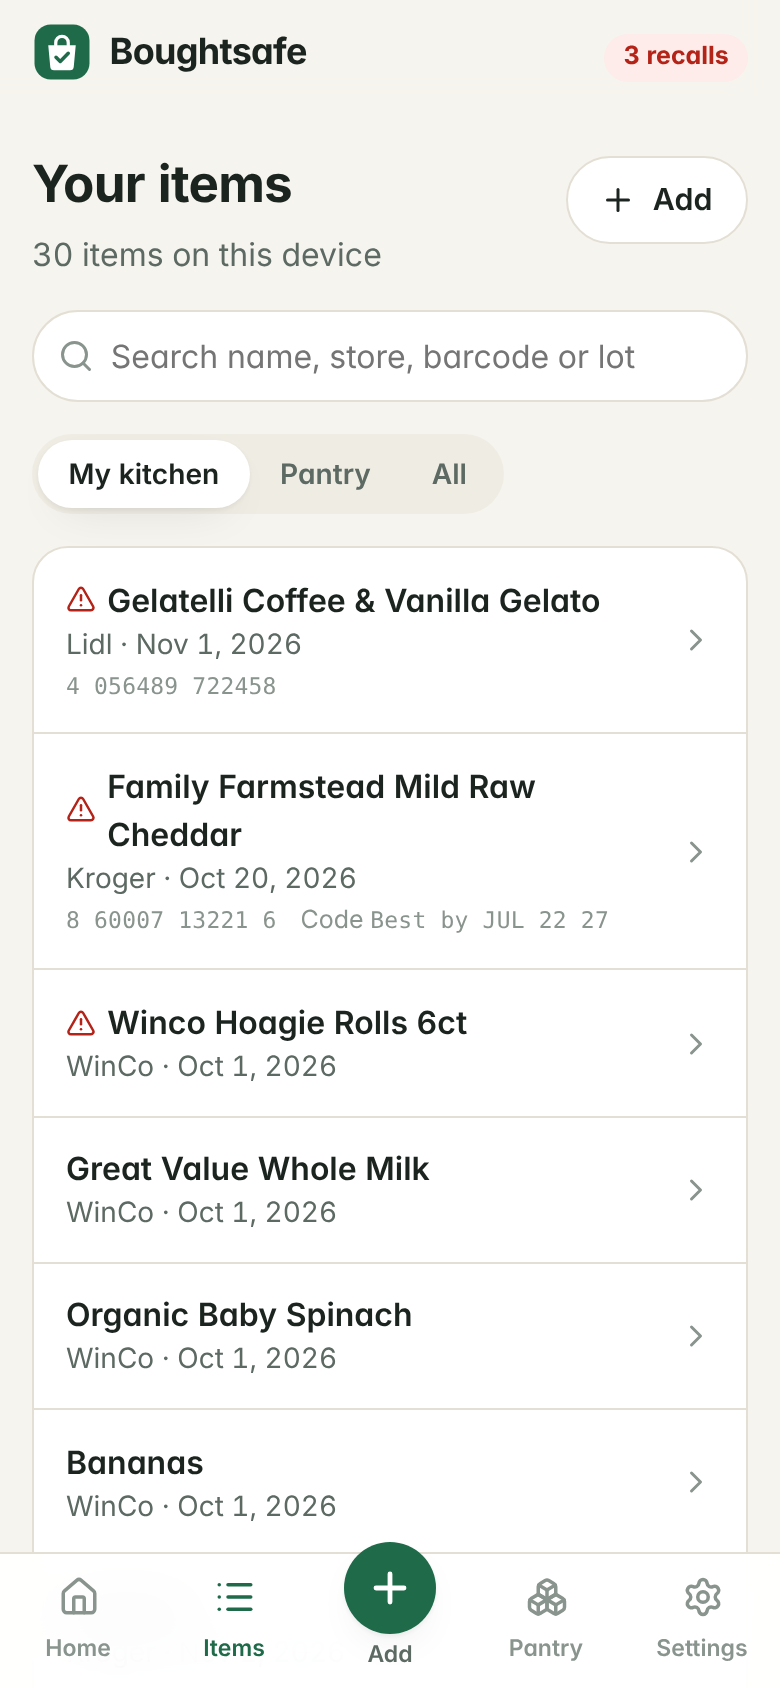 Boughtsafe
3 recalls
Your items
+ Add
30 items on this device
Search name, store, barcode or lot
My kitchen
Pantry
All
Gelatelli Coffee & Vanilla Gelato
Lidl · Nov 1, 2026
4 056489 722458
Family Farmstead Mild Raw
Cheddar
Kroger · Oct 20, 2026
8 60007 13221 6 Code Best by JUL 22 27
Winco Hoagie Rolls 6ct
WinCo · Oct 1, 2026
Great Value Whole Milk
WinCo · Oct 1, 2026
Organic Baby Spinach
WinCo · Oct 1, 2026
Bananas
WinCo · Oct 1, 2026
Home
Items
Add
Pantry
Settings